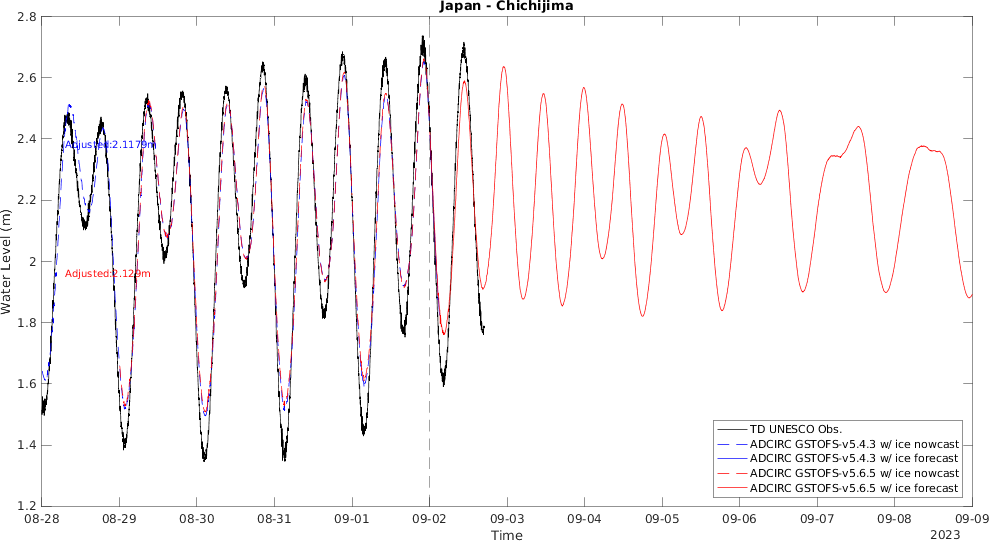 Japan - Chichijima
2.8
2.6
2.4
2.2
2
1.8
1.6
1.4
1.2
Water Level (m)
Adjusted:2.1179m
Adjusted:2.129m
TD UNESCO Obs.
ADCIRC GSTOFS-v5.4.3 w/ ice nowcast
ADCIRC GSTOFS-v5.4.3 w/ ice forecast
ADCIRC GSTOFS-v5.6.5 w/ ice nowcast
ADCIRC GSTOFS-v5.6.5 w/ ice forecast
08-28 08-29 08-30 08-31 09-01 09-02 09-03 09-04 09-05 09-06 09-07 09-08 09-09
Time
2023